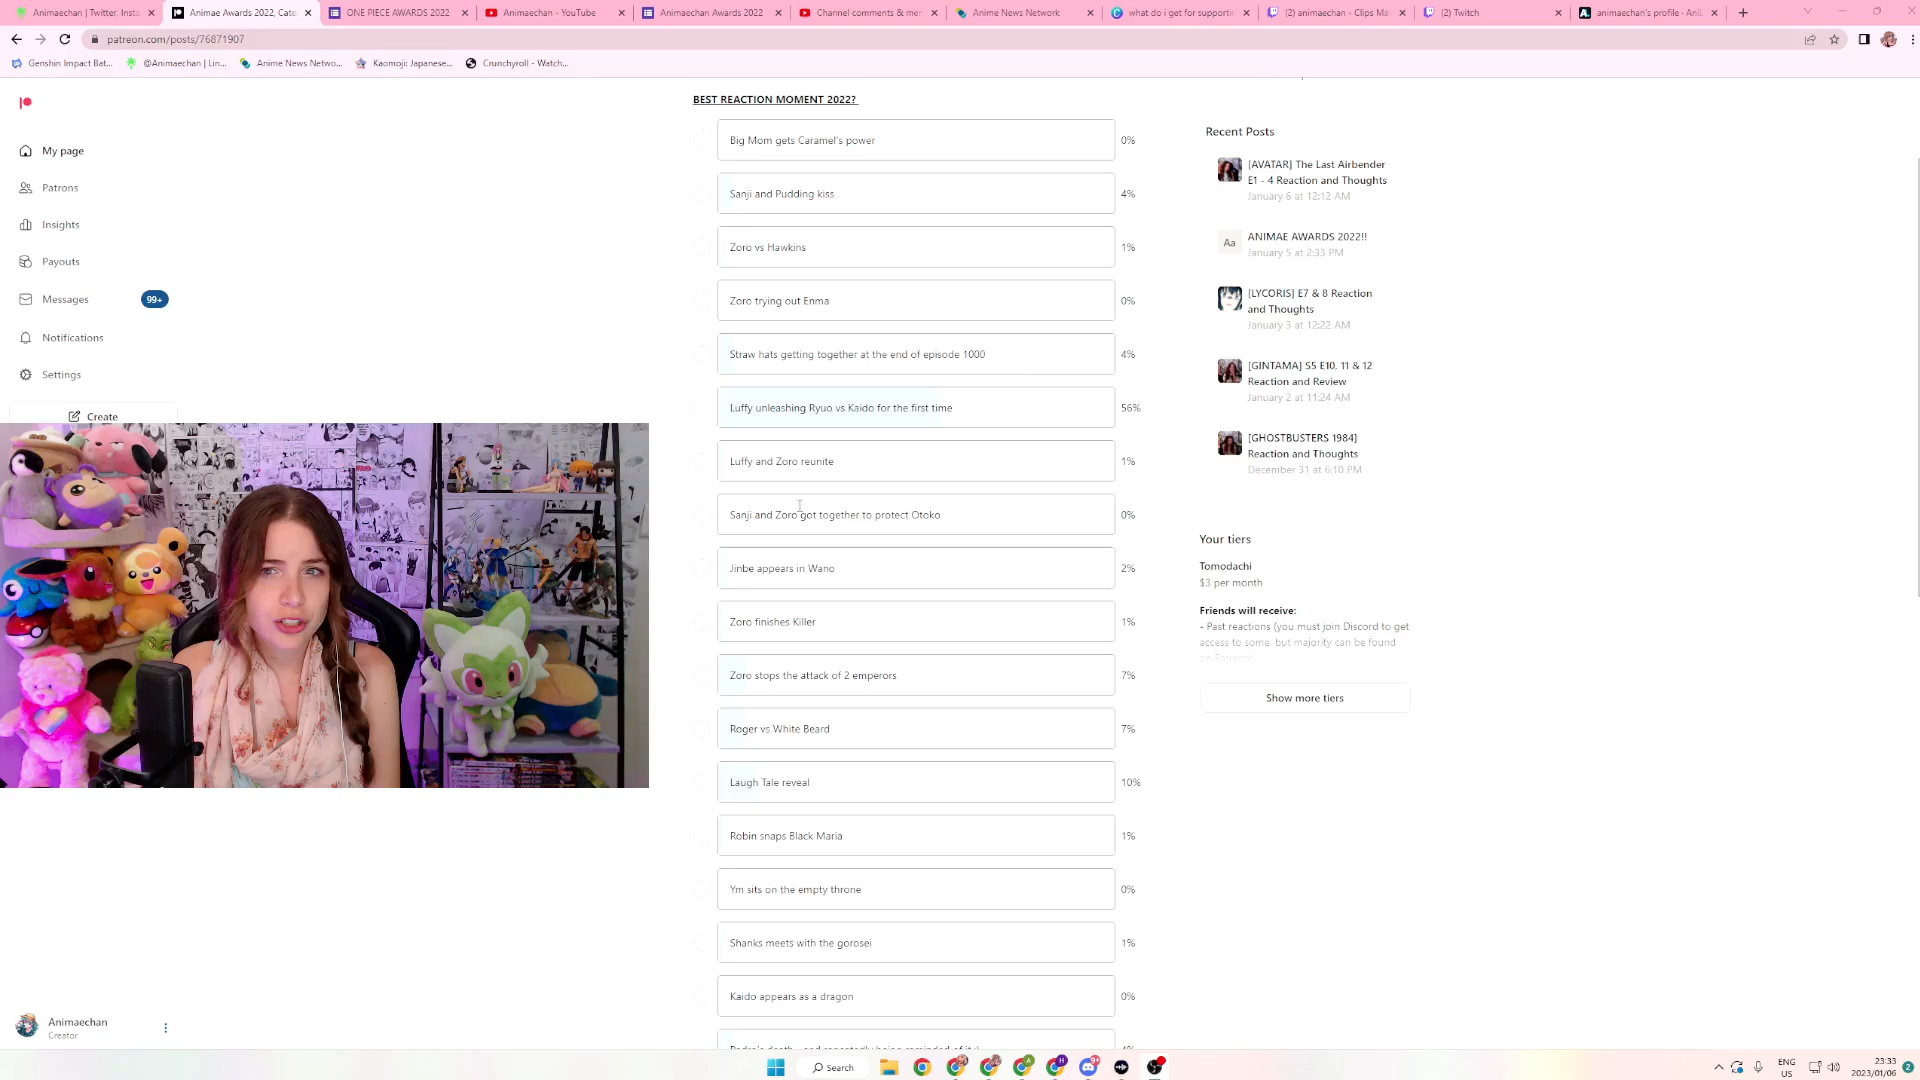 Animaechan | Twitter, Insta
Animae Awards 2022, Cate
ONE PIECE AWARDS 2022
Animaechan - YouTube
Animaechan Awards 2022
Channel comments & me
Anime News Network
what do i get for supporti
(2) animaechan - Clips Ma
(2) Twitch
animaechan's profile · AniL
patreon.com/posts/76871907
Genshin Impact Bat...
@Animaechan | Lin...
Anime News Netwo...
Kaomoji: Japanese...
Crunchyroll - Watch...
My page
Patrons
Insights
Payouts
Messages
99+
Notifications
Settings
Create
BEST REACTION MOMENT 2022?
Big Mom gets Caramel's power 0%
Sanji and Pudding kiss 4%
Zoro vs Hawkins 1%
Zoro trying out Enma 0%
Straw hats getting together at the end of episode 1000 4%
Luffy unleashing Ryuo vs Kaido for the first time 56%
Luffy and Zoro reunite 1%
Sanji and Zoro got together to protect Otoko 0%
Jinbe appears in Wano 2%
Zoro finishes Killer 1%
Zoro stops the attack of 2 emperors 7%
Roger vs White Beard 7%
Laugh Tale reveal 10%
Robin snaps Black Maria 1%
Ym sits on the empty throne 0%
Shanks meets with the gorosei 1%
Kaido appears as a dragon 0%
Recent Posts
[AVATAR] The Last Airbender
E1 - 4 Reaction and Thoughts
January 6 at 12:12 AM
Aa
ANIMAE AWARDS 2022!!
January 5 at 2:33 PM
[LYCORIS] E7 & 8 Reaction
and Thoughts
January 3 at 12:22 AM
[GINTAMA] S5 E10, 11 & 12
Reaction and Review
January 2 at 11:24 AM
[GHOSTBUSTERS 1984]
Reaction and Thoughts
December 31 at 6:10 PM
Your tiers
Tomodachi
$3 per month
Friends will receive:
- Past reactions (you must join Discord to get
access to some, but majority can be found
on Patreon)
Show more tiers
Animaechan
Creator
Search
ENG
US
23:33
2023/01/06
2